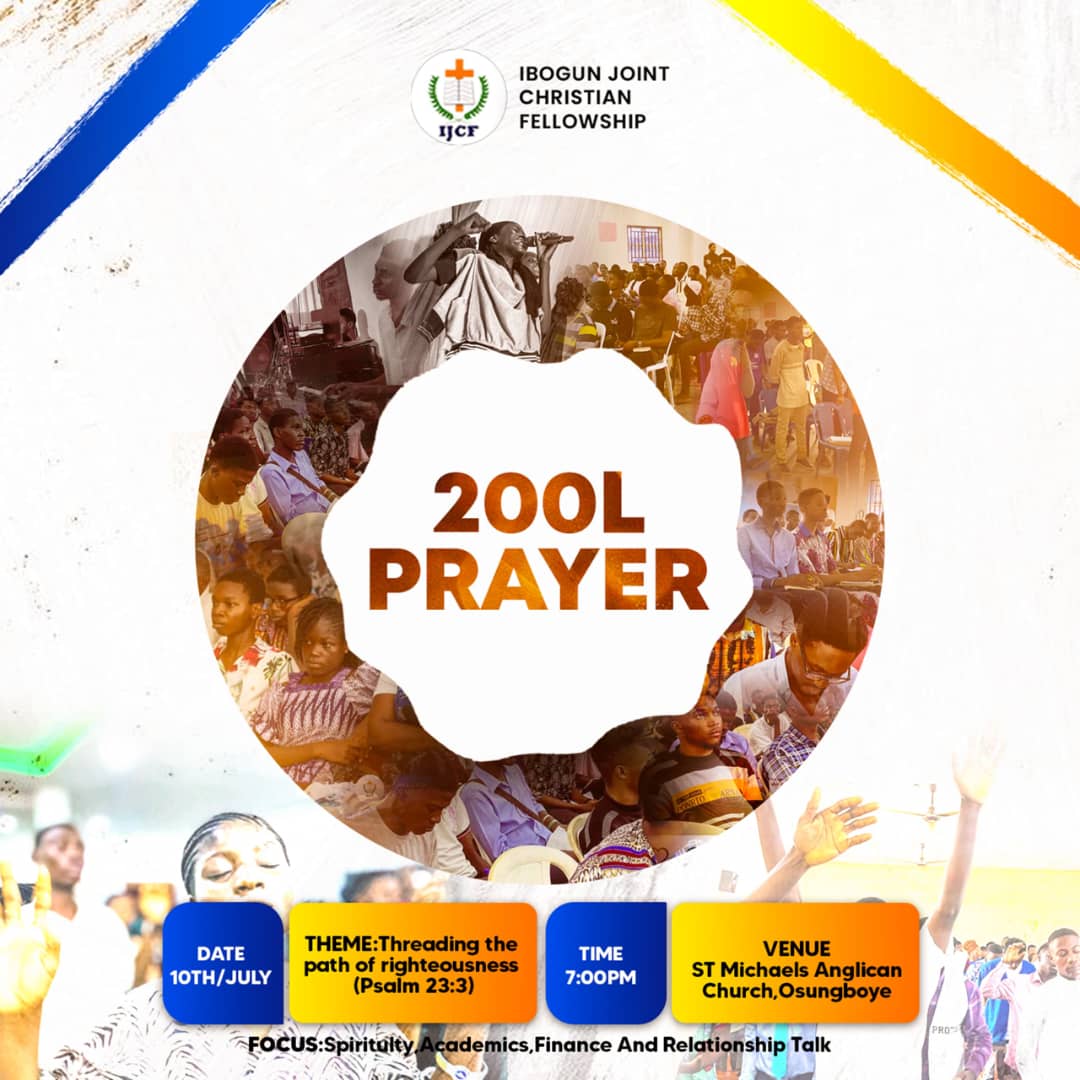 IJCF
IBOGUN JOINT
CHRISTIAN
FELLOWSHIP
200L
PRAYER
DATE
10TH/JULY
THEME:Threading the
path of righteousness
(Psalm 23:3)
TIME
7:00PM
VENUE
ST Michaels Anglican
Church,Osungboye
FOCUS:Spiritulty,Academics,Finance And Relationship Talk